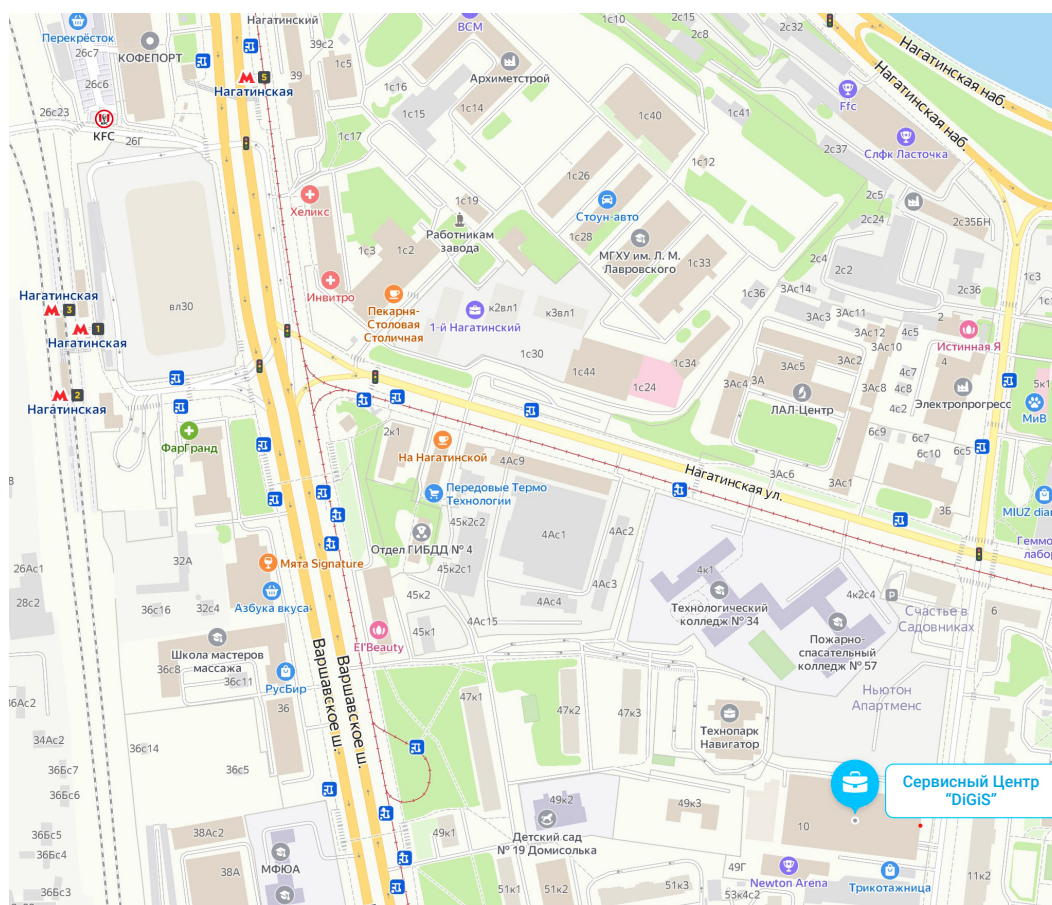 Нагатинский
Перекрёсток
26с7
КОФЕПОРТ
39с2
1с5
39
ВСМ
Архиметстрой
1с10
2с15
2с8
2с32
Нагатинская наб.
Нагатинская наб.
26с6
5
Нагатинская
1с16
1с14
1с15
1с40
1с41
Ffc
26с23
KFC
26Г
1с17
Слфк Ласточка
2с37
1с12
1с26
Хеликс
1с19
Стоун-авто
2с5
2с24
2с35БН
Работникам
завода
1с28
МГХУ им. Л. М.
Лавровского
1с3
1с2
1с33
2с4
2с2
Инвитро
Нагатинская
3
вл30
1
Нагатинская
Пекарня-
Столовая
Столичная
к2вл1
к3вл1
1-й Нагатинский
1с36
3Ас14
3Ас3
3Ас11
2с36
2
3Ас12
4с5
3Ас10
Истинная Я
1с30
1с34
1с44
1с24
3Ас5
3Ас2
4с7
4
3Ас4
3А
3Ас8
4с8
5к1
2
Нагатинская
ЛАЛ-Центр
4с2
Электропрогресс
МиВ
ФарГранд
2к1
На Нагатинской
6с9
6с7
6с10
6с5
4Ас9
Нагатинская ул.
3Ас6
3Ас1
Передовые Термо
Технологии
3Б
MIUZ diar
45к2с2
4Ас1
4Ас2
Отдел ГИБДД № 4
Геммо
лабор
32А
Мята Signature
45к2с1
4к1
26Ас1
4Ас3
28с2
Азбука вкуса
36с16
32с4
45к2
4Ас4
Технологический
колледж № 34
4к2с4
P
Счастье в
Садовниках
6
4Ас15
45к1
El'Beauty
Пожарно-
спасательный
колледж № 57
Школа мастеров
массажа
36с8
36с11
РусБир
Варшавское ш.
Варшавское ш.
Ньютон
Апартменс
36Ас2
36
47к1
47к2
47к3
Технопарк
Навигатор
34Ас2
36с14
36Бс7
36с5
Сервисный Центр
“DiGiS”
36Бс6
49к2
49к3
10
38Ас2
49к1
Детский сад
№ 19 Домисолька
36Бс5
36Бс4
МФЮА
38А
49Г
Newton Arena
Трикотажница
11к2
36Бс3
51к1
51к2
51к3
53к4с2